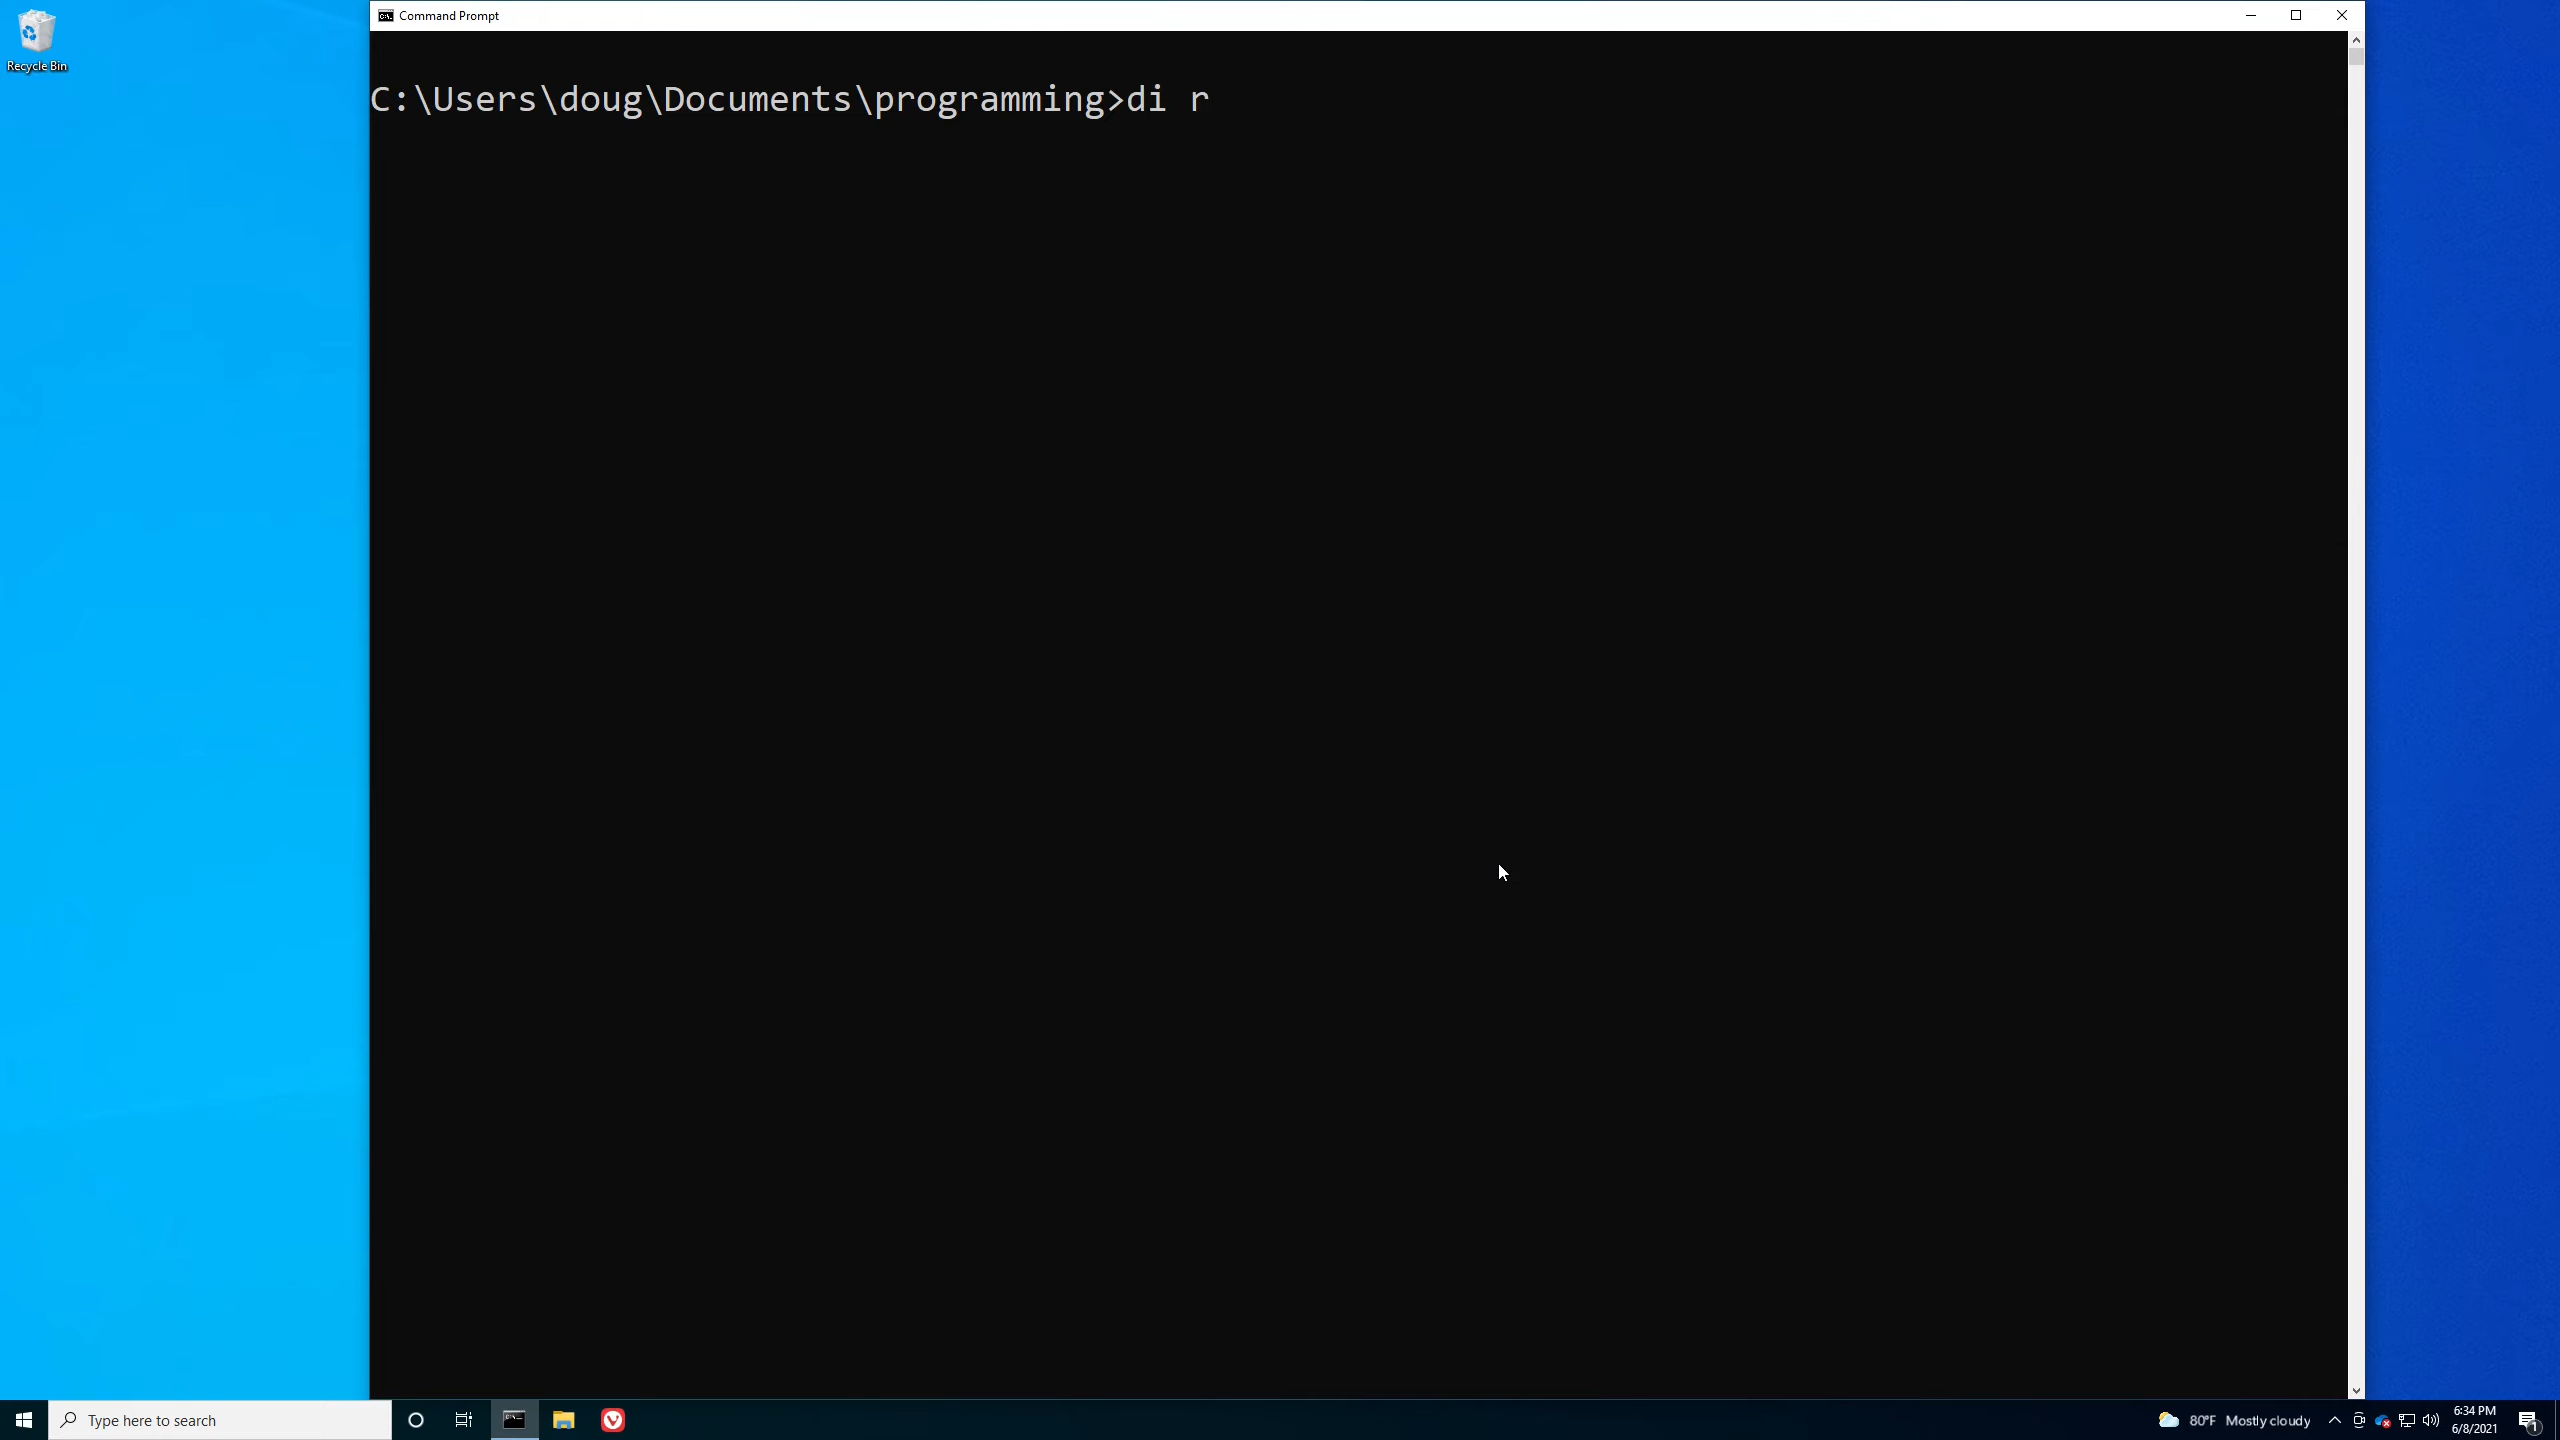 Recycle Bin
Command Prompt
C:\Users\doug\Documents\programming>di r
Type here to search
80°F Mostly cloudy
6:34 PM
6/8/2021
1